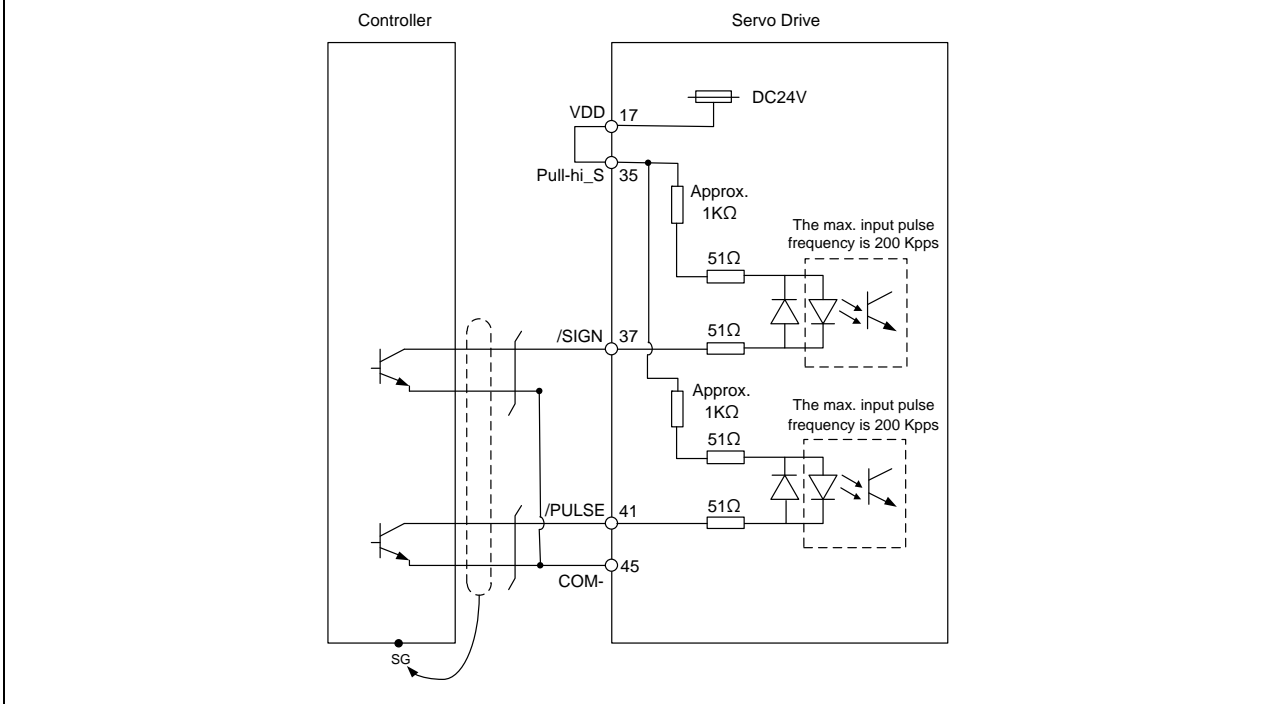 Controller
Servo Drive
DC24V
VDD
17
Pull-hi_S
35
Approx.
1KΩ
The max. input pulse
frequency is 200 Kpps
51Ω
/SIGN
37
51Ω
Approx.
1KΩ
The max. input pulse
frequency is 200 Kpps
51Ω
/PULSE
41
51Ω
45
COM-
SG